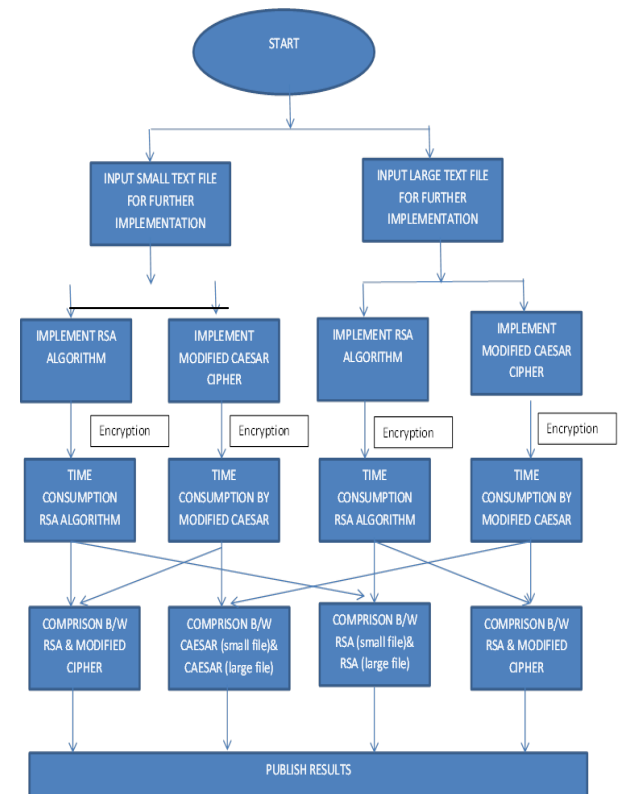 START
INPUT SMALL TEXT FILE
FOR FURTHER
IMPLEMENTATION
INPUT LARGE TEXT FILE
FOR FURTHER
IMPLEMENTATION
IMPLEMENT RSA
ALGORITHM
IMPLEMENT
MODIFIED CAESAR
CIPHER
IMPLEMENT RSA
ALGORITHM
IMPLEMENT
MODIFIED CAESAR
CIPHER
Encryption
Encryption
Encryption
Encryption
TIME
CONSUMPTION
RSA ALGORITHM
TIME
CONSUMPTION BY
MODIFIED CAESAR
TIME
CONSUMPTION
RSA ALGORITHM
TIME
CONSUMPTION BY
MODIFIED CAESAR
COMPRISON B/W
RSA & MODIFIED
CIPHER
COMPRISON B/W
CAESAR (small file)&
CAESAR (large file)
COMPRISON B/W
RSA (small file)&
RSA (large file)
COMPRISON B/W
RSA & MODIFIED
CIPHER
PUBLISH RESULTS